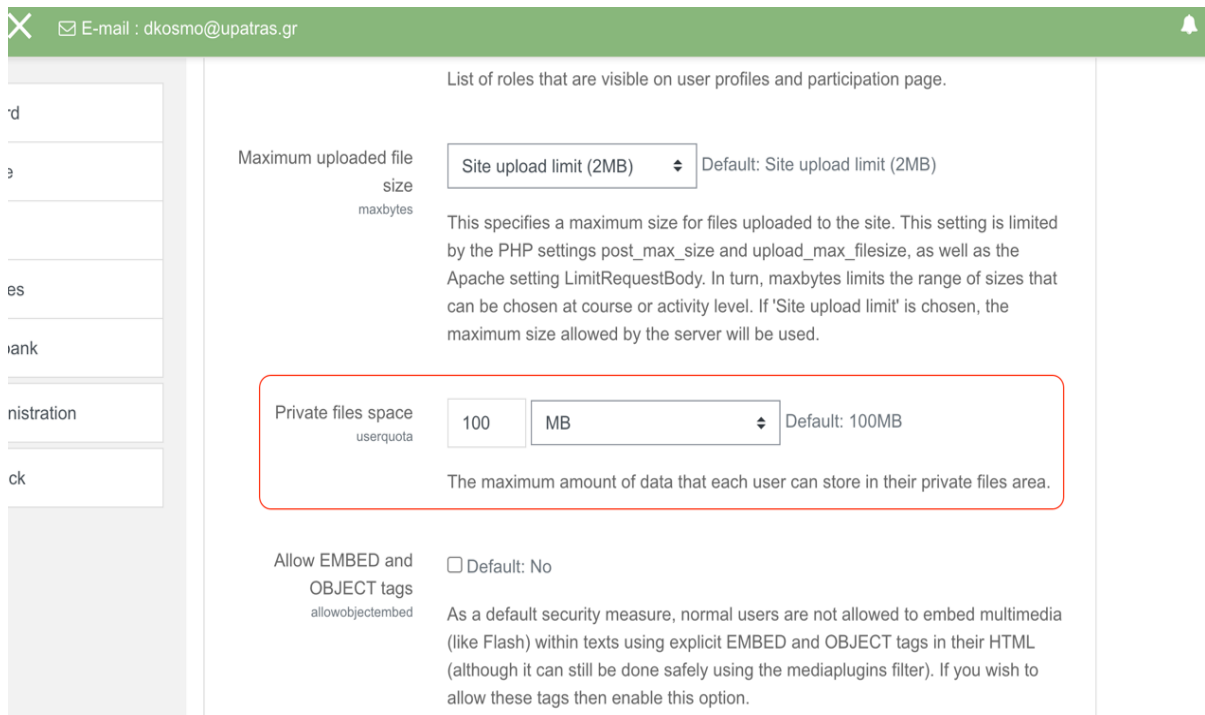 E-mail : dkosmo@upatras.gr
List of roles that are visible on user profiles and participation page.
rd
e
es
bank
nistration
ck
Maximum uploaded file
size
maxbytes
Site upload limit (2MB) Default: Site upload limit (2MB)
This specifies a maximum size for files uploaded to the site. This setting is limited
by the PHP settings post_max_size and upload_max_filesize, as well as the
Apache setting LimitRequestBody. In turn, maxbytes limits the range of sizes that
can be chosen at course or activity level. If 'Site upload limit' is chosen, the
maximum size allowed by the server will be used.
Private files space
userquota
100 MB Default: 100MB
The maximum amount of data that each user can store in their private files area.
Allow EMBED and
OBJECT tags
allowobjectembed
Default: No
As a default security measure, normal users are not allowed to embed multimedia
(like Flash) within texts using explicit EMBED and OBJECT tags in their HTML
(although it can still be done safely using the mediaplugins filter). If you wish to
allow these tags then enable this option.